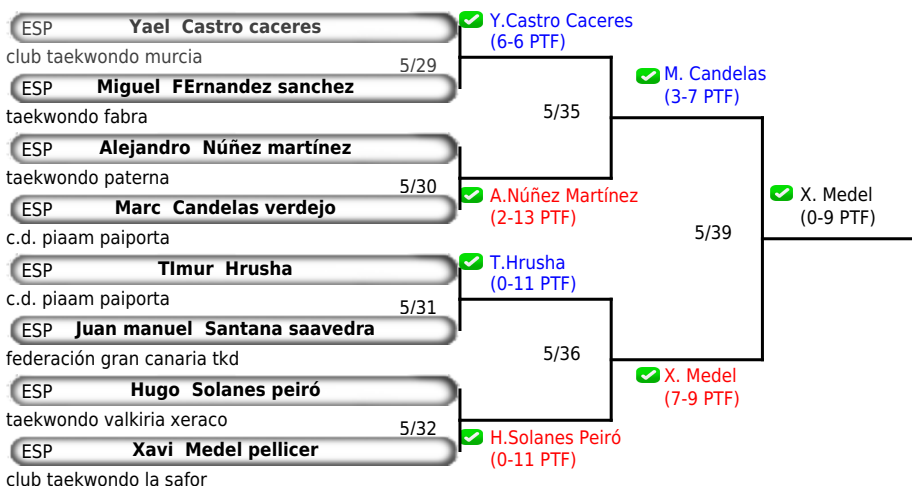 ESP Yael Castro caceres
club taekwondo murcia
5/29
ESP Miguel FErnandez sanchez
taekwondo fabra
ESP Alejandro Núñez martínez
taekwondo paterna
5/30
ESP Marc Candelas verdejo
c.d. piaam paiporta
ESP TImur Hrusha
c.d. piaam paiporta
5/31
ESP Juan manuel Santana saavedra
federación gran canaria tkd
ESP Hugo Solanes peiró
taekwondo valkiria xeraco
5/32
ESP Xavi Medel pellicer
club taekwondo la safor
Y.Castro Caceres
(6-6 PTF)
5/35
A.Núñez Martínez
(2-13 PTF)
T.Hrusha
(0-11 PTF)
5/36
H.Solanes Peiró
(0-11 PTF)
M. Candelas
(3-7 PTF)
5/39
X. Medel
(7-9 PTF)
X. Medel
(0-9 PTF)